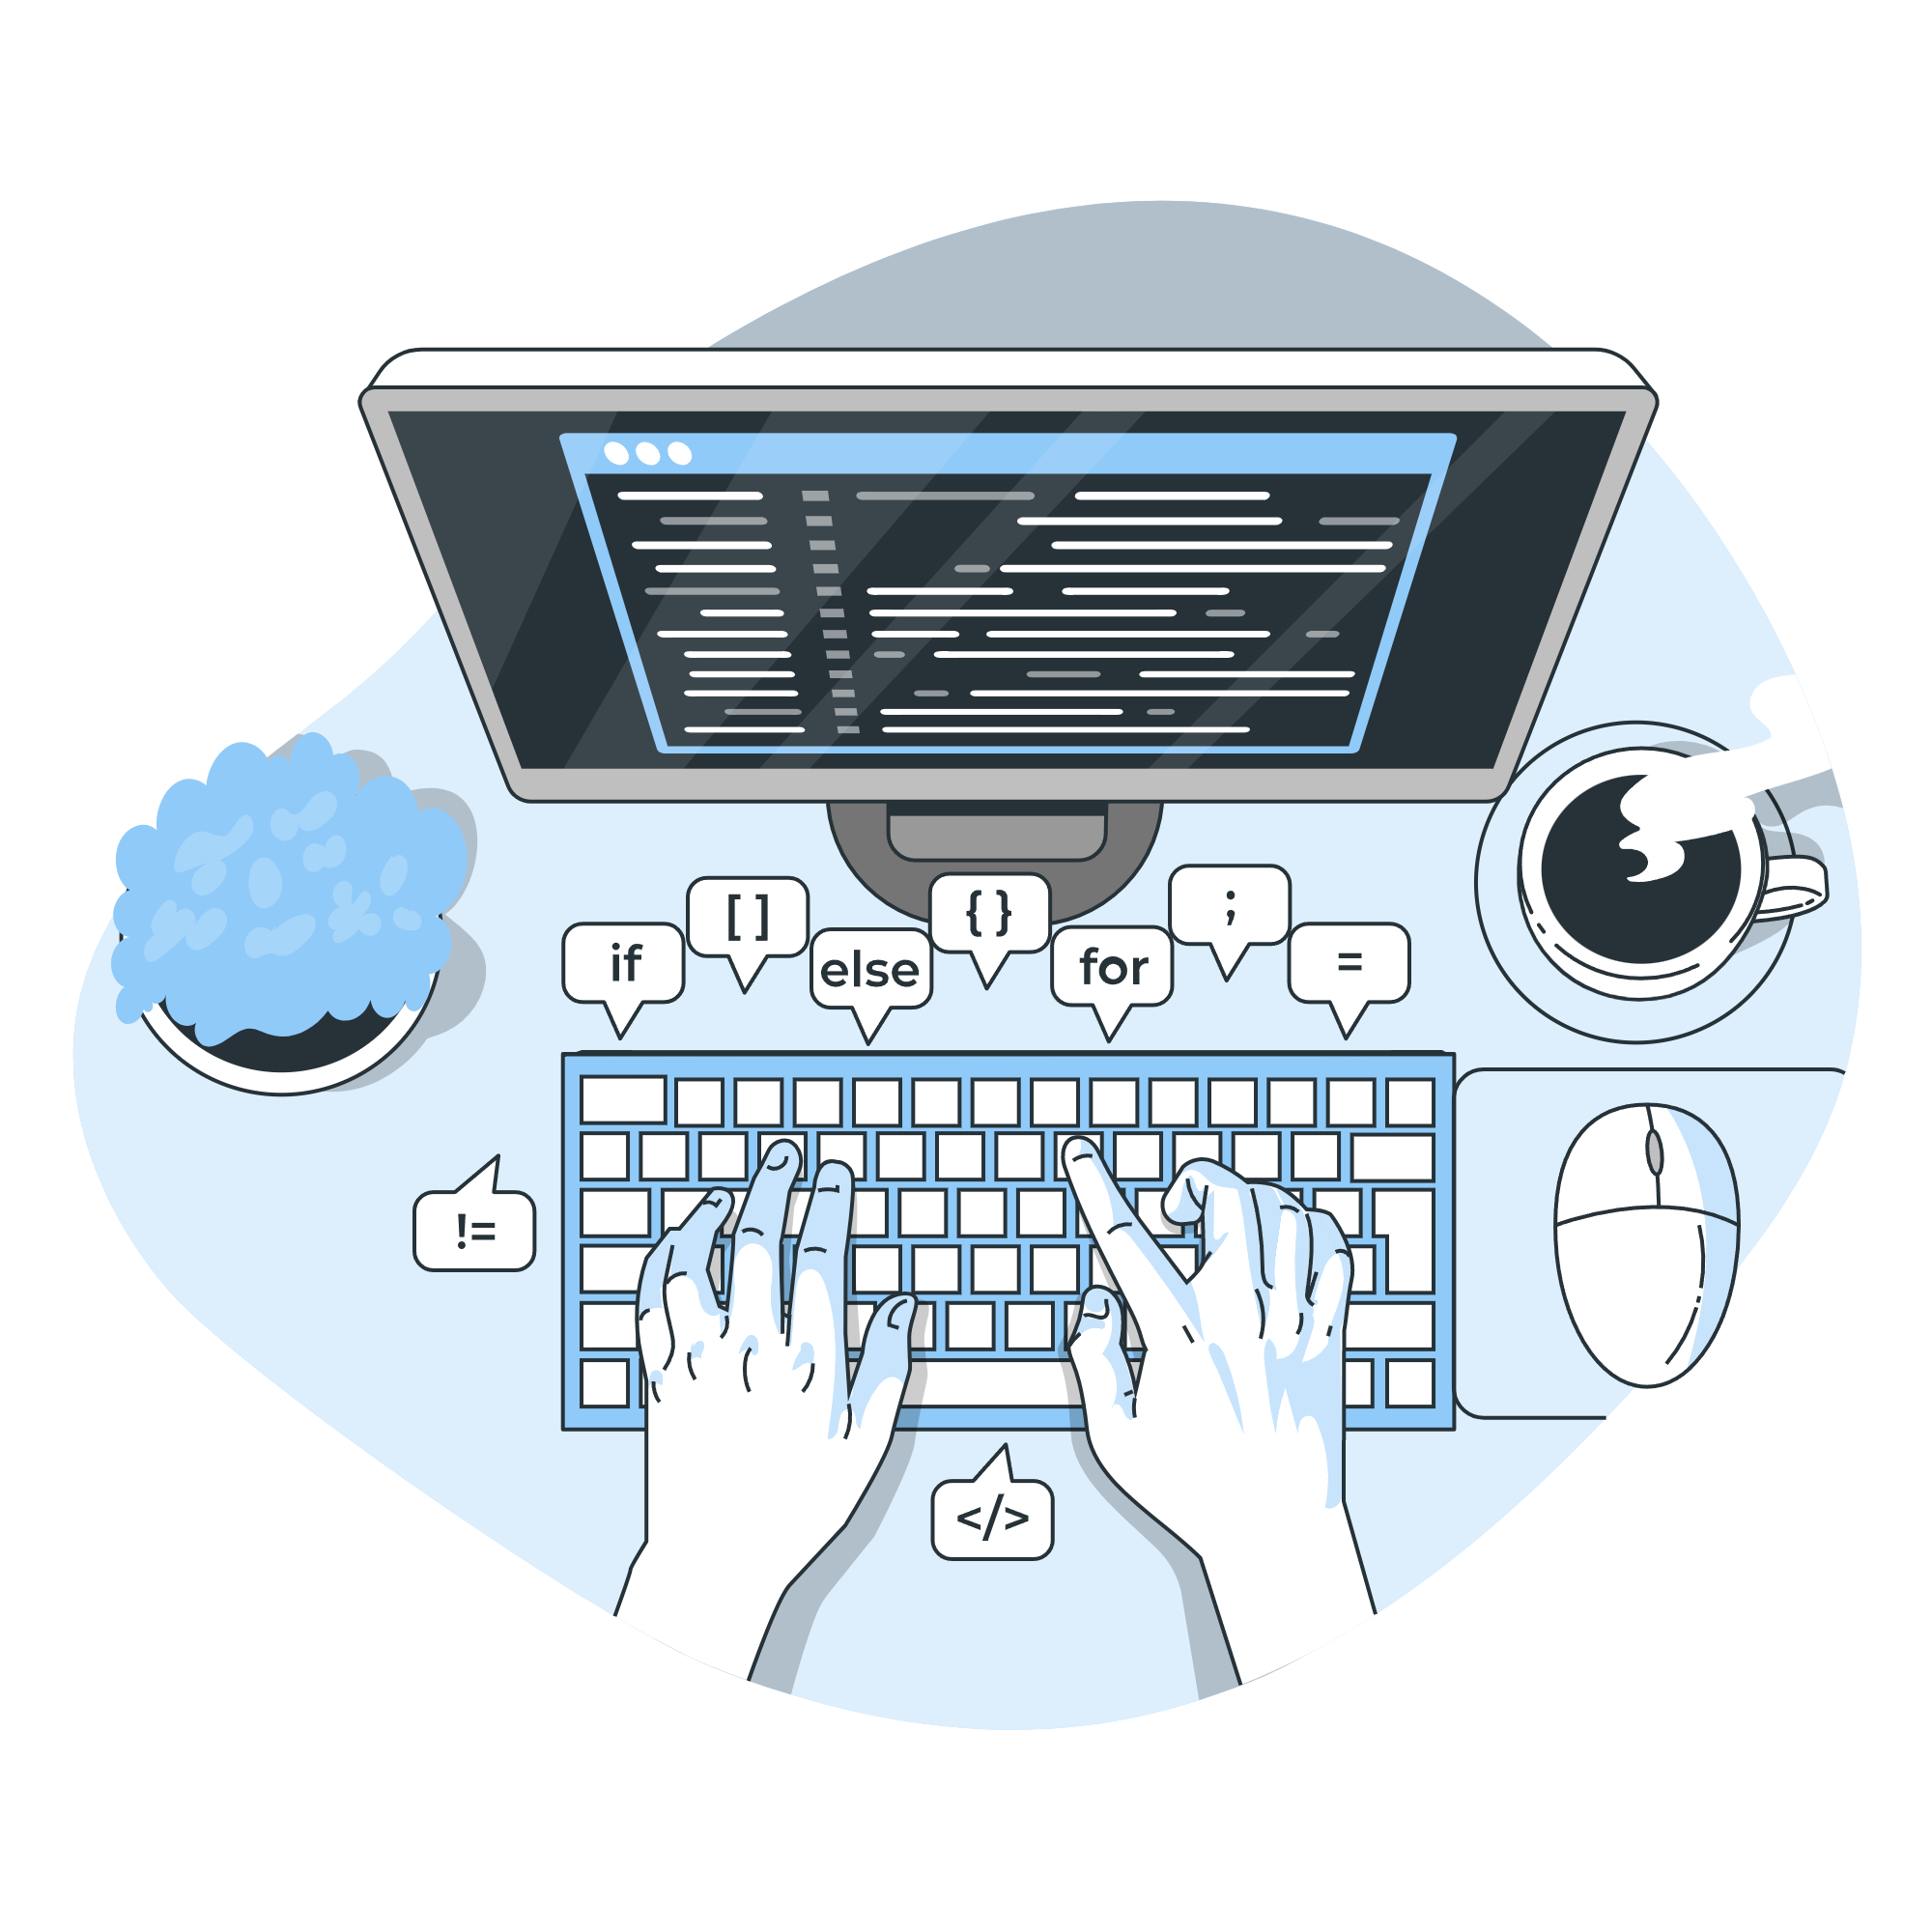 [ ]
{ }
;
if
else
for
=
!=
</>